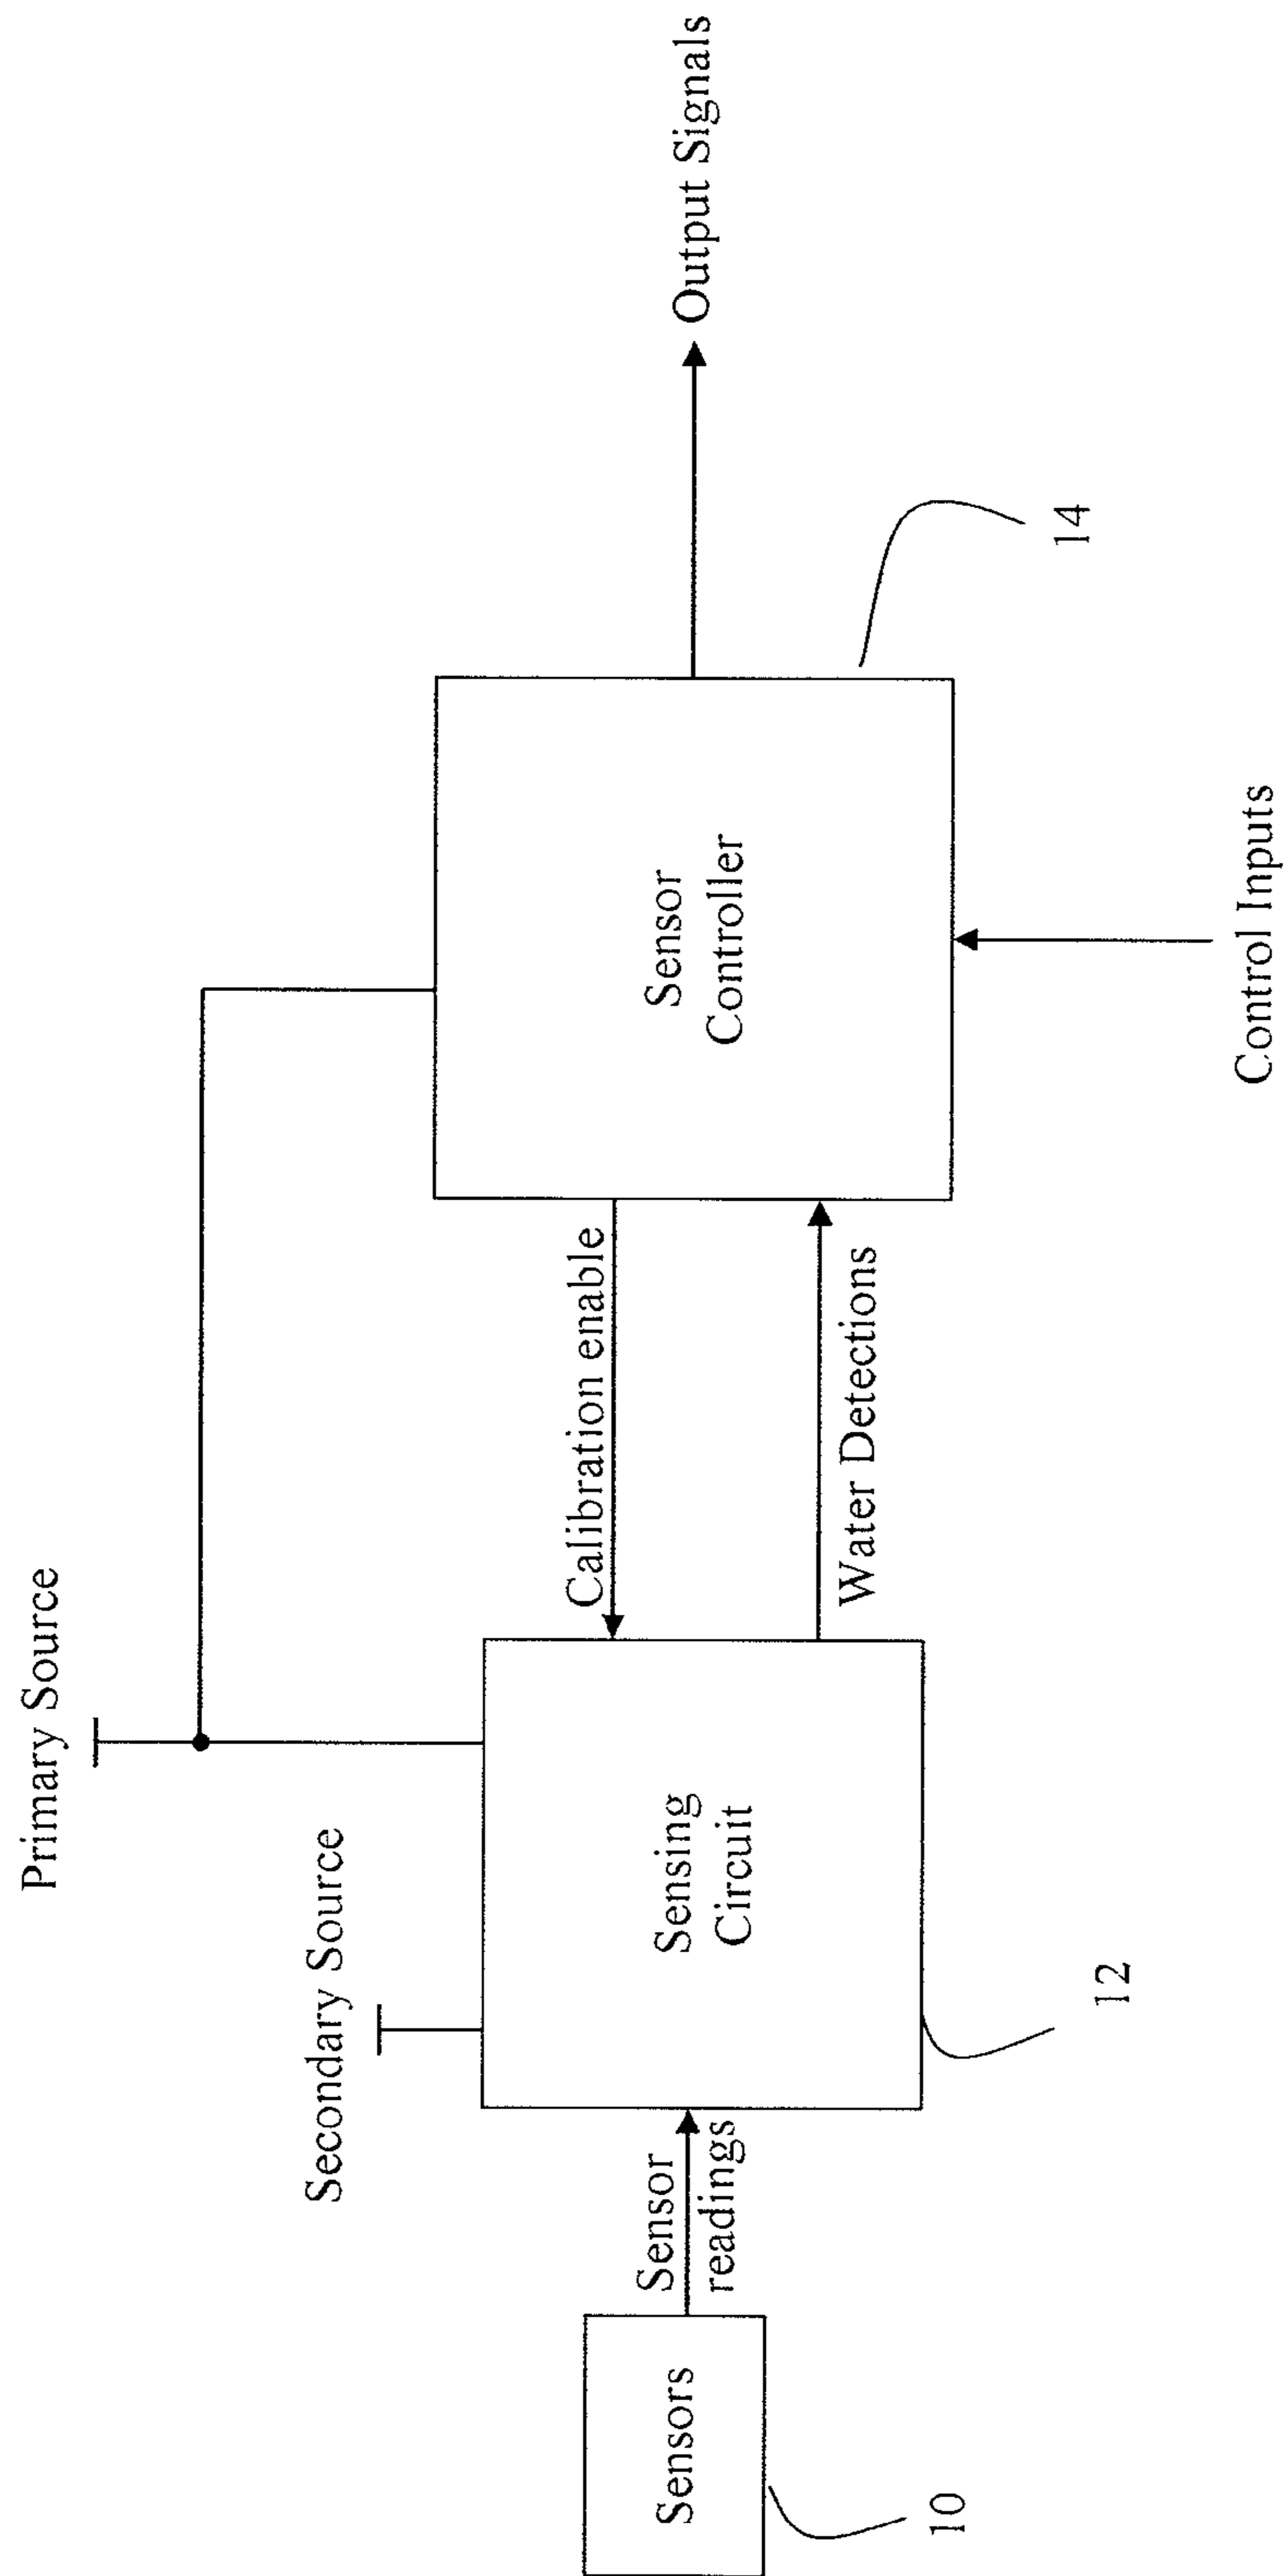 Primary Source
Secondary Source
Sensors
10
Sensor
readings
Sensing
Circuit
12
Calibration enable
Water Detections
Sensor
Controller
14
Control Inputs
Output Signals